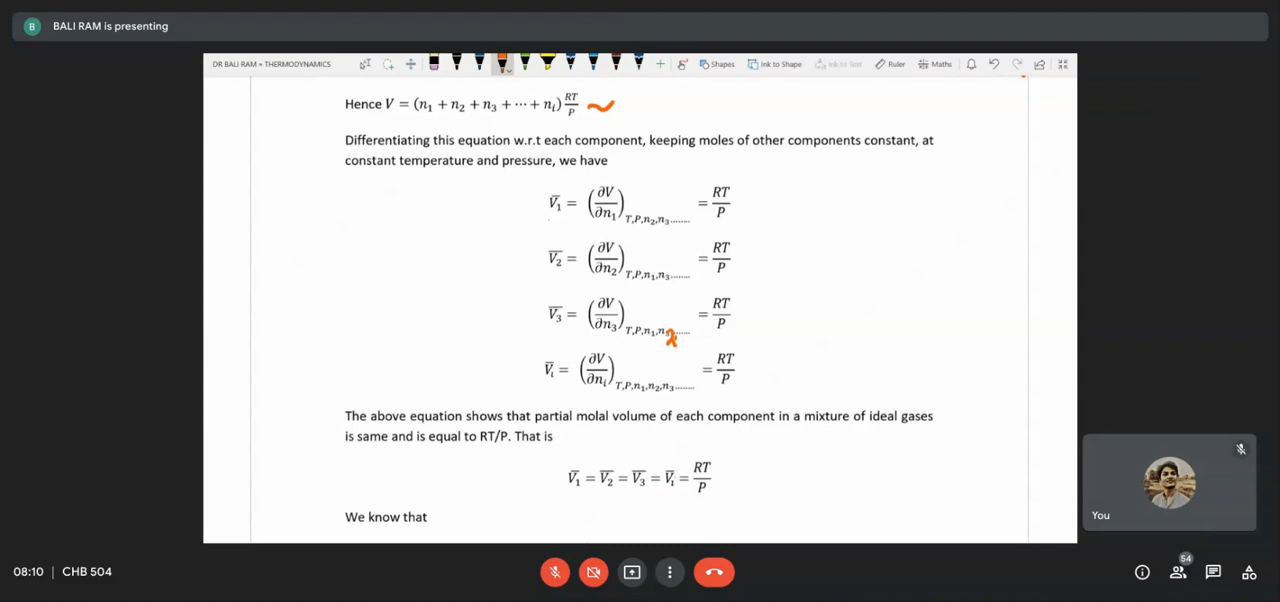 B BALI RAM is presenting
DR BALI RAM = THERMODYNAMICS
Shapes Ink to Shape Ink to Text Ruler Maths
Hence V = (n₁ + n₂ + n₃ + ⋯ + nᵢ) RT/P
Differentiating this equation w.r.t each component, keeping moles of other components constant, at
constant temperature and pressure, we have
V̅₁ = (∂V/∂n₁)T,P,n₂,n₃........ = RT/P
V̅₂ = (∂V/∂n₂)T,P,n₁,n₃........ = RT/P
V̅₃ = (∂V/∂n₃)T,P,n₁,n₃........ = RT/P
2
V̅ᵢ = (∂V/∂nᵢ)T,P,n₁,n₂,n₃........ = RT/P
The above equation shows that partial molal volume of each component in a mixture of ideal gases
is same and is equal to RT/P. That is
V̅₁ = V̅₂ = V̅₃ = V̅ᵢ = RT/P
We know that
You
08:10 | CHB 504
54